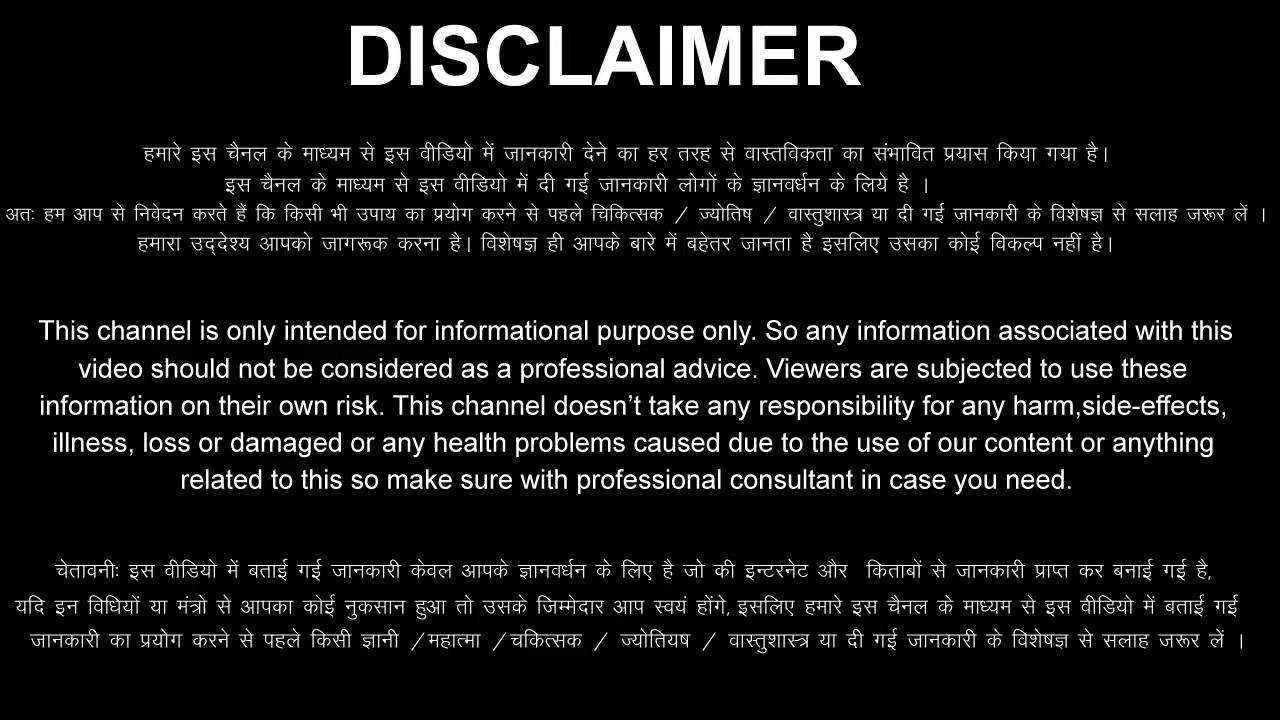 DISCLAIMER
हमारे इस चैनल के माध्यम से इस वीडियो में जानकारी देने का हर तरह से वास्तविकता का संभावित प्रयास किया गया है।
इस चैनल के माध्यम से इस वीडियो में दी गई जानकारी लोगों के ज्ञानवर्धन के लिये है ।
अतः हम आप से निवेदन करते हैं कि किसी भी उपाय का प्रयोग करने से पहले चिकित्सक / ज्योतिष / वास्तुशास्त्र या दी गई जानकारी के विशेषज्ञ से सलाह जरूर लें ।
हमारा उद्देश्य आपको जागरूक करना है। विशेषज्ञ ही आपके बारे में बहेतर जानता है इसलिए उसका कोई विकल्प नहीं है।
This channel is only intended for informational purpose only. So any information associated with this
video should not be considered as a professional advice. Viewers are subjected to use these
information on their own risk. This channel doesn’t take any responsibility for any harm,side-effects,
illness, loss or damaged or any health problems caused due to the use of our content or anything
related to this so make sure with professional consultant in case you need.
चेतावनीः इस वीडियो में बताई गई जानकारी केवल आपके ज्ञानवर्धन के लिए है जो की इन्टरनेट और किताबों से जानकारी प्राप्त कर बनाई गई है,
यदि इन विधियों या मंत्रो से आपका कोई नुकसान हुआ तो उसके जिम्मेदार आप स्वयं होंगे, इसलिए हमारे इस चैनल के माध्यम से इस वीडियो में बताई गई
जानकारी का प्रयोग करने से पहले किसी ज्ञानी /महात्मा /चकित्सक / ज्योतियष / वास्तुशास्त्र या दी गई जानकारी के विशेषज्ञ से सलाह जरूर लें ।